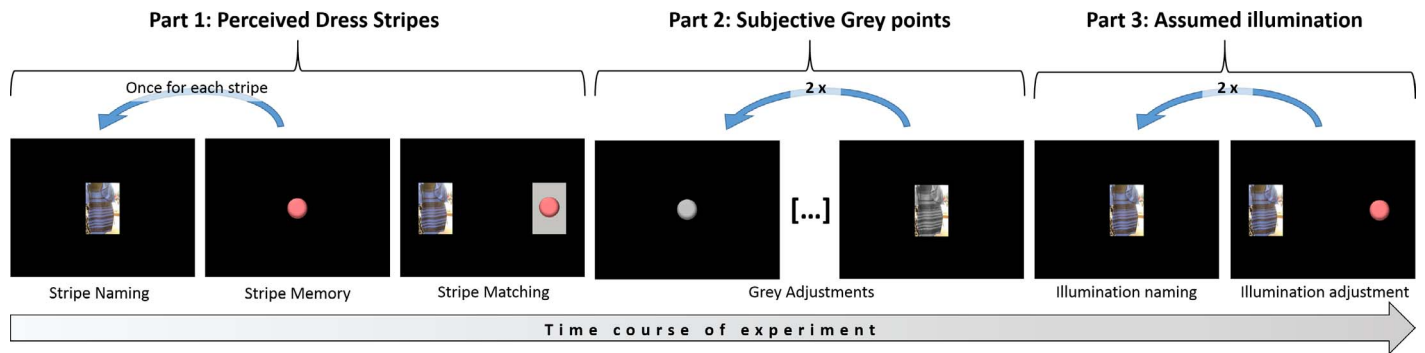 Part 1: Perceived Dress Stripes
Part 2: Subjective Grey points
Part 3: Assumed illumination
Once for each stripe
2 x
2 x
[...]
Stripe Naming
Stripe Memory
Stripe Matching
Grey Adjustments
Illumination naming
Illumination adjustment
Time course of experiment